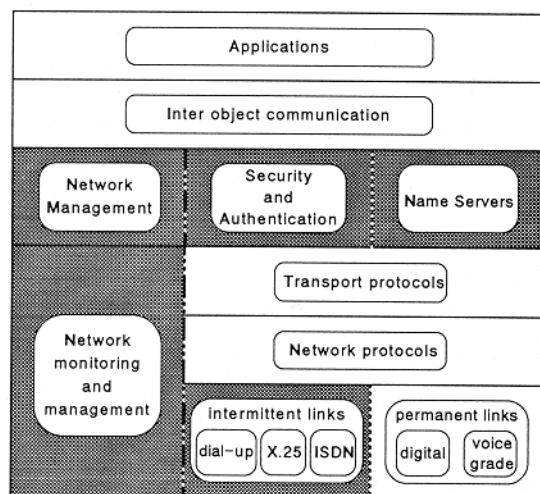 Applications
Inter object communication
Network
Management
Security
and
Authentication
Name Servers
Transport protocols
Network
monitoring
and
management
Network protocols
intermittent links
dial-up
X.25
ISDN
permanent links
digital
voice
grade